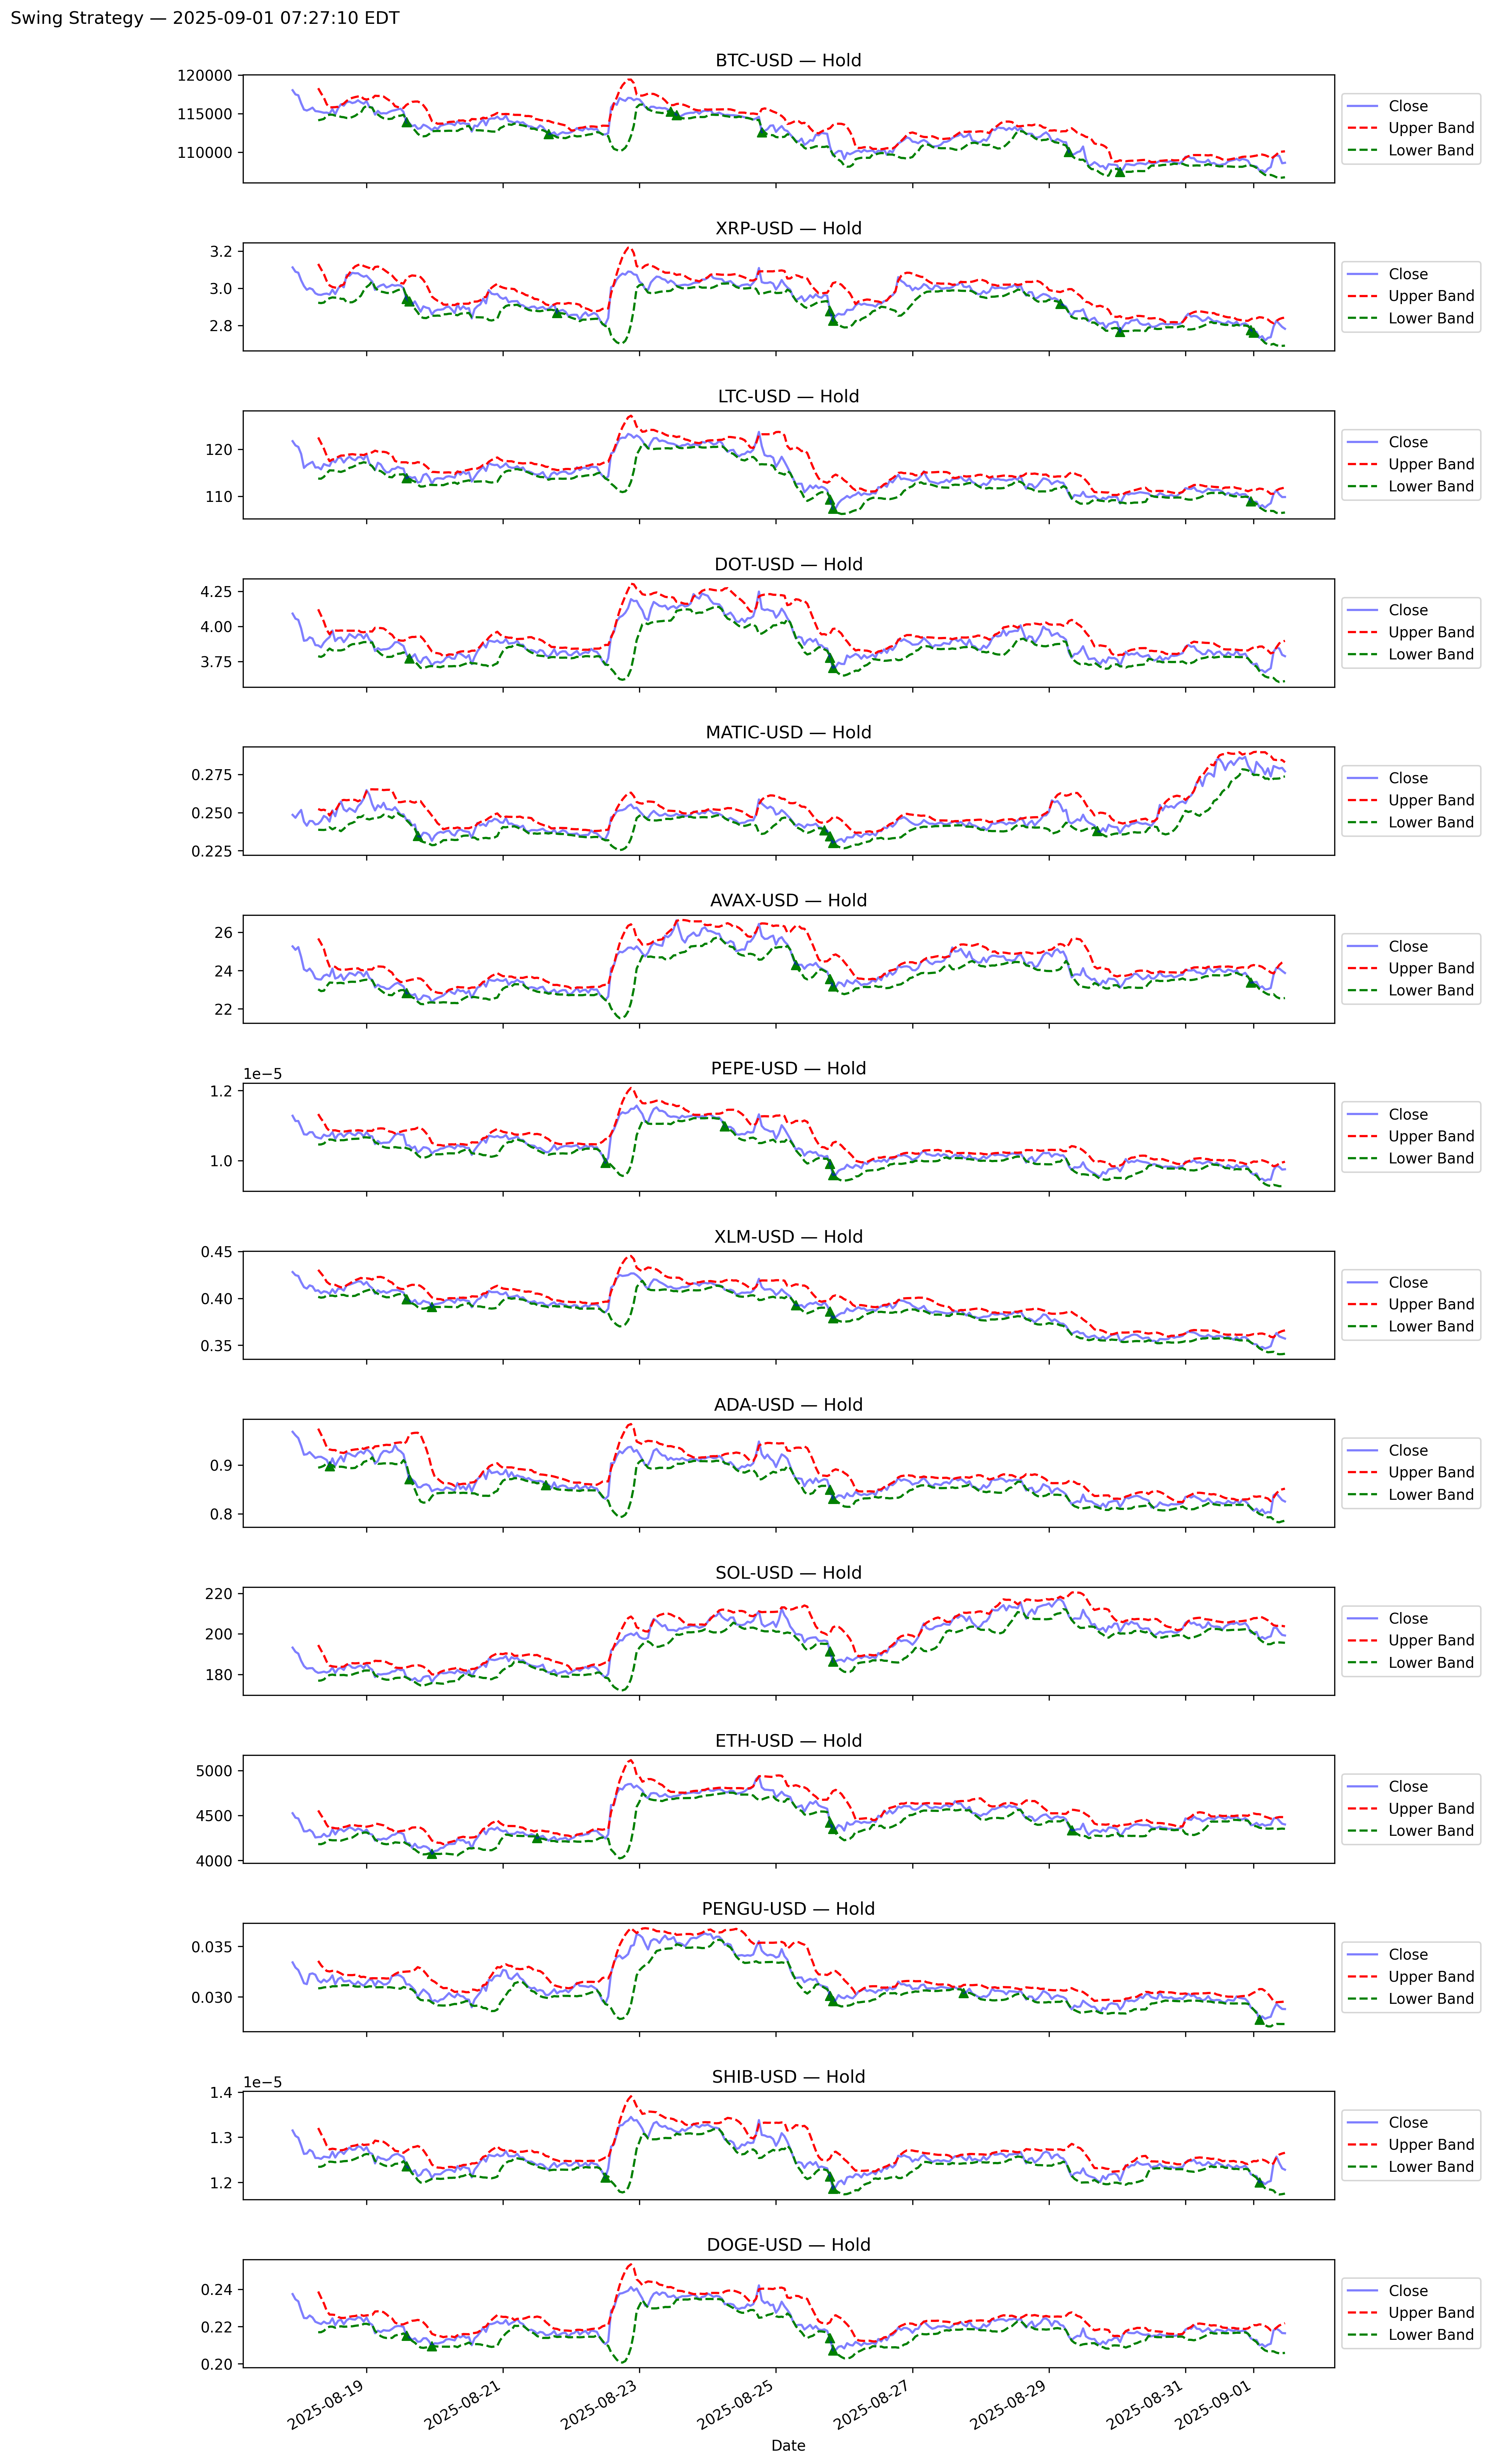 Swing Strategy — 2025-09-01 07:27:10 EDT
BTC-USD — Hold
120000
115000
110000
Close
Upper Band
Lower Band
XRP-USD — Hold
3.2
3.0
2.8
Close
Upper Band
Lower Band
LTC-USD — Hold
120
110
Close
Upper Band
Lower Band
DOT-USD — Hold
4.25
4.00
3.75
Close
Upper Band
Lower Band
MATIC-USD — Hold
0.275
0.250
0.225
Close
Upper Band
Lower Band
AVAX-USD — Hold
26
24
22
Close
Upper Band
Lower Band
PEPE-USD — Hold
1e−5
1.2
1.0
Close
Upper Band
Lower Band
XLM-USD — Hold
0.45
0.40
0.35
Close
Upper Band
Lower Band
ADA-USD — Hold
0.9
0.8
Close
Upper Band
Lower Band
SOL-USD — Hold
220
200
180
Close
Upper Band
Lower Band
ETH-USD — Hold
5000
4500
4000
Close
Upper Band
Lower Band
PENGU-USD — Hold
0.035
0.030
Close
Upper Band
Lower Band
SHIB-USD — Hold
1e−5
1.4
1.3
1.2
Close
Upper Band
Lower Band
DOGE-USD — Hold
0.24
0.22
0.20
Close
Upper Band
Lower Band
2025-08-19
2025-08-21
2025-08-23
2025-08-25
2025-08-27
2025-08-29
2025-08-31
2025-09-01
Date